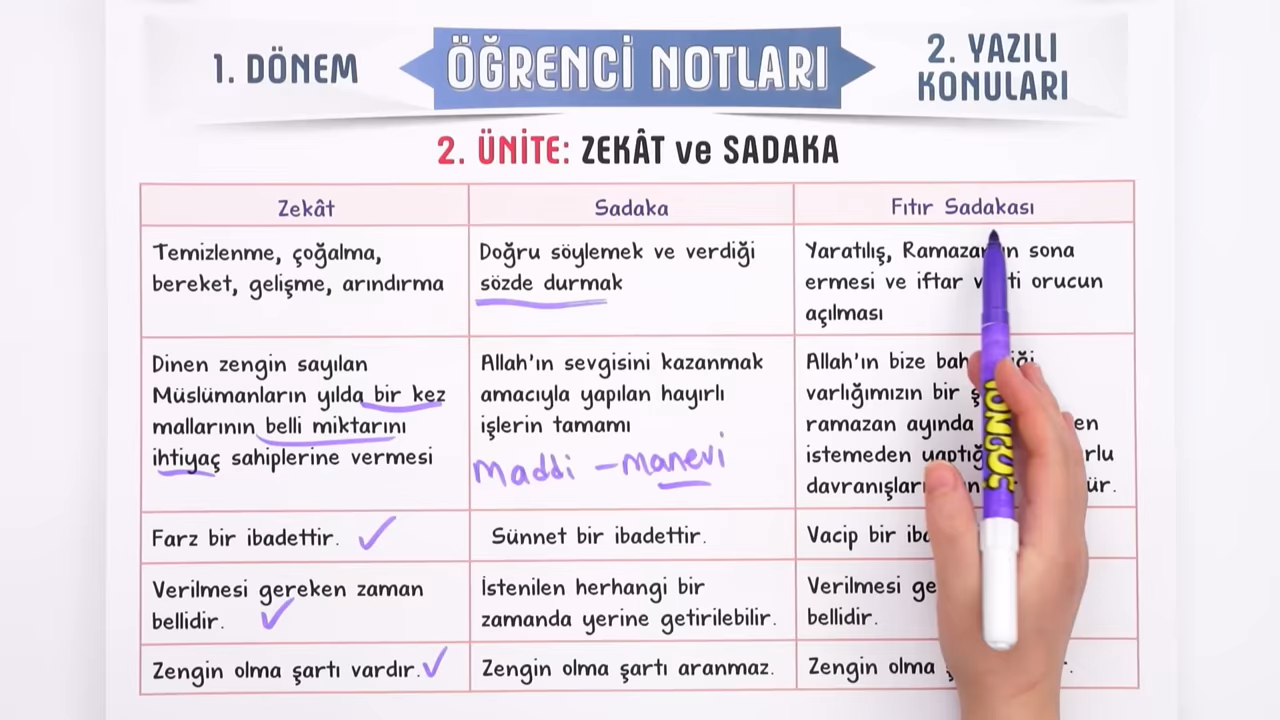 1. DÖNEM
ÖĞRENCİ NOTLARI
2. YAZILI
KONULARI
2. ÜNİTE: ZEKÂT ve SADAKA
Zekât
Sadaka
Fıtır Sadakası
Temizlenme, çoğalma,
bereket, gelişme, arındırma
Doğru söylemek ve verdiği
sözde durmak
Yaratılış, sona
ermesi ve iftar orucun
açılması
Dinen zengin sayılan
Müslümanların yılda bir kez
mallarının belli miktarını
ihtiyaç sahiplerine vermesi
Allah'ın sevgisini kazanmak
amacıyla yapılan hayırlı
işlerin tamamı
Maddi - Manevi
Allah'ın bize
varlığımızın bir
ramazan ayında
istemeden
Farz bir ibadettir.
Sünnet bir ibadettir.
Vacip bir
Verilmesi gereken zaman
bellidir.
İstenilen herhangi bir
zamanda yerine getirilebilir.
Verilmesi
bellidir.
Zengin olma şartı vardır.
Zengin olma şartı aranmaz.
Zengin olma
TONGUÇ